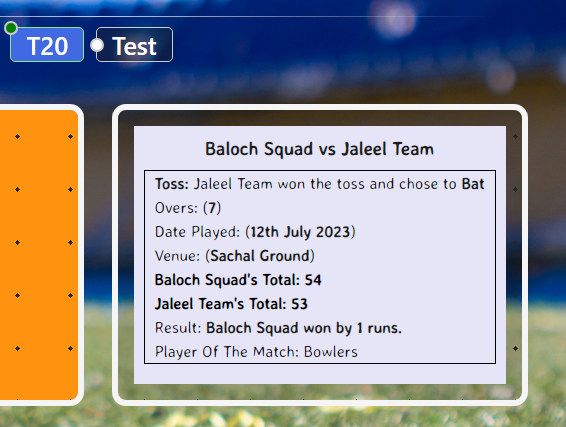 T20
Test
Baloch Squad vs Jaleel Team
Toss: Jaleel Team won the toss and chose to Bat
Overs: (7)
Date Played: (12th July 2023)
Venue: (Sachal Ground)
Baloch Squad's Total: 54
Jaleel Team's Total: 53
Result: Baloch Squad won by 1 runs.
Player Of The Match: Bowlers